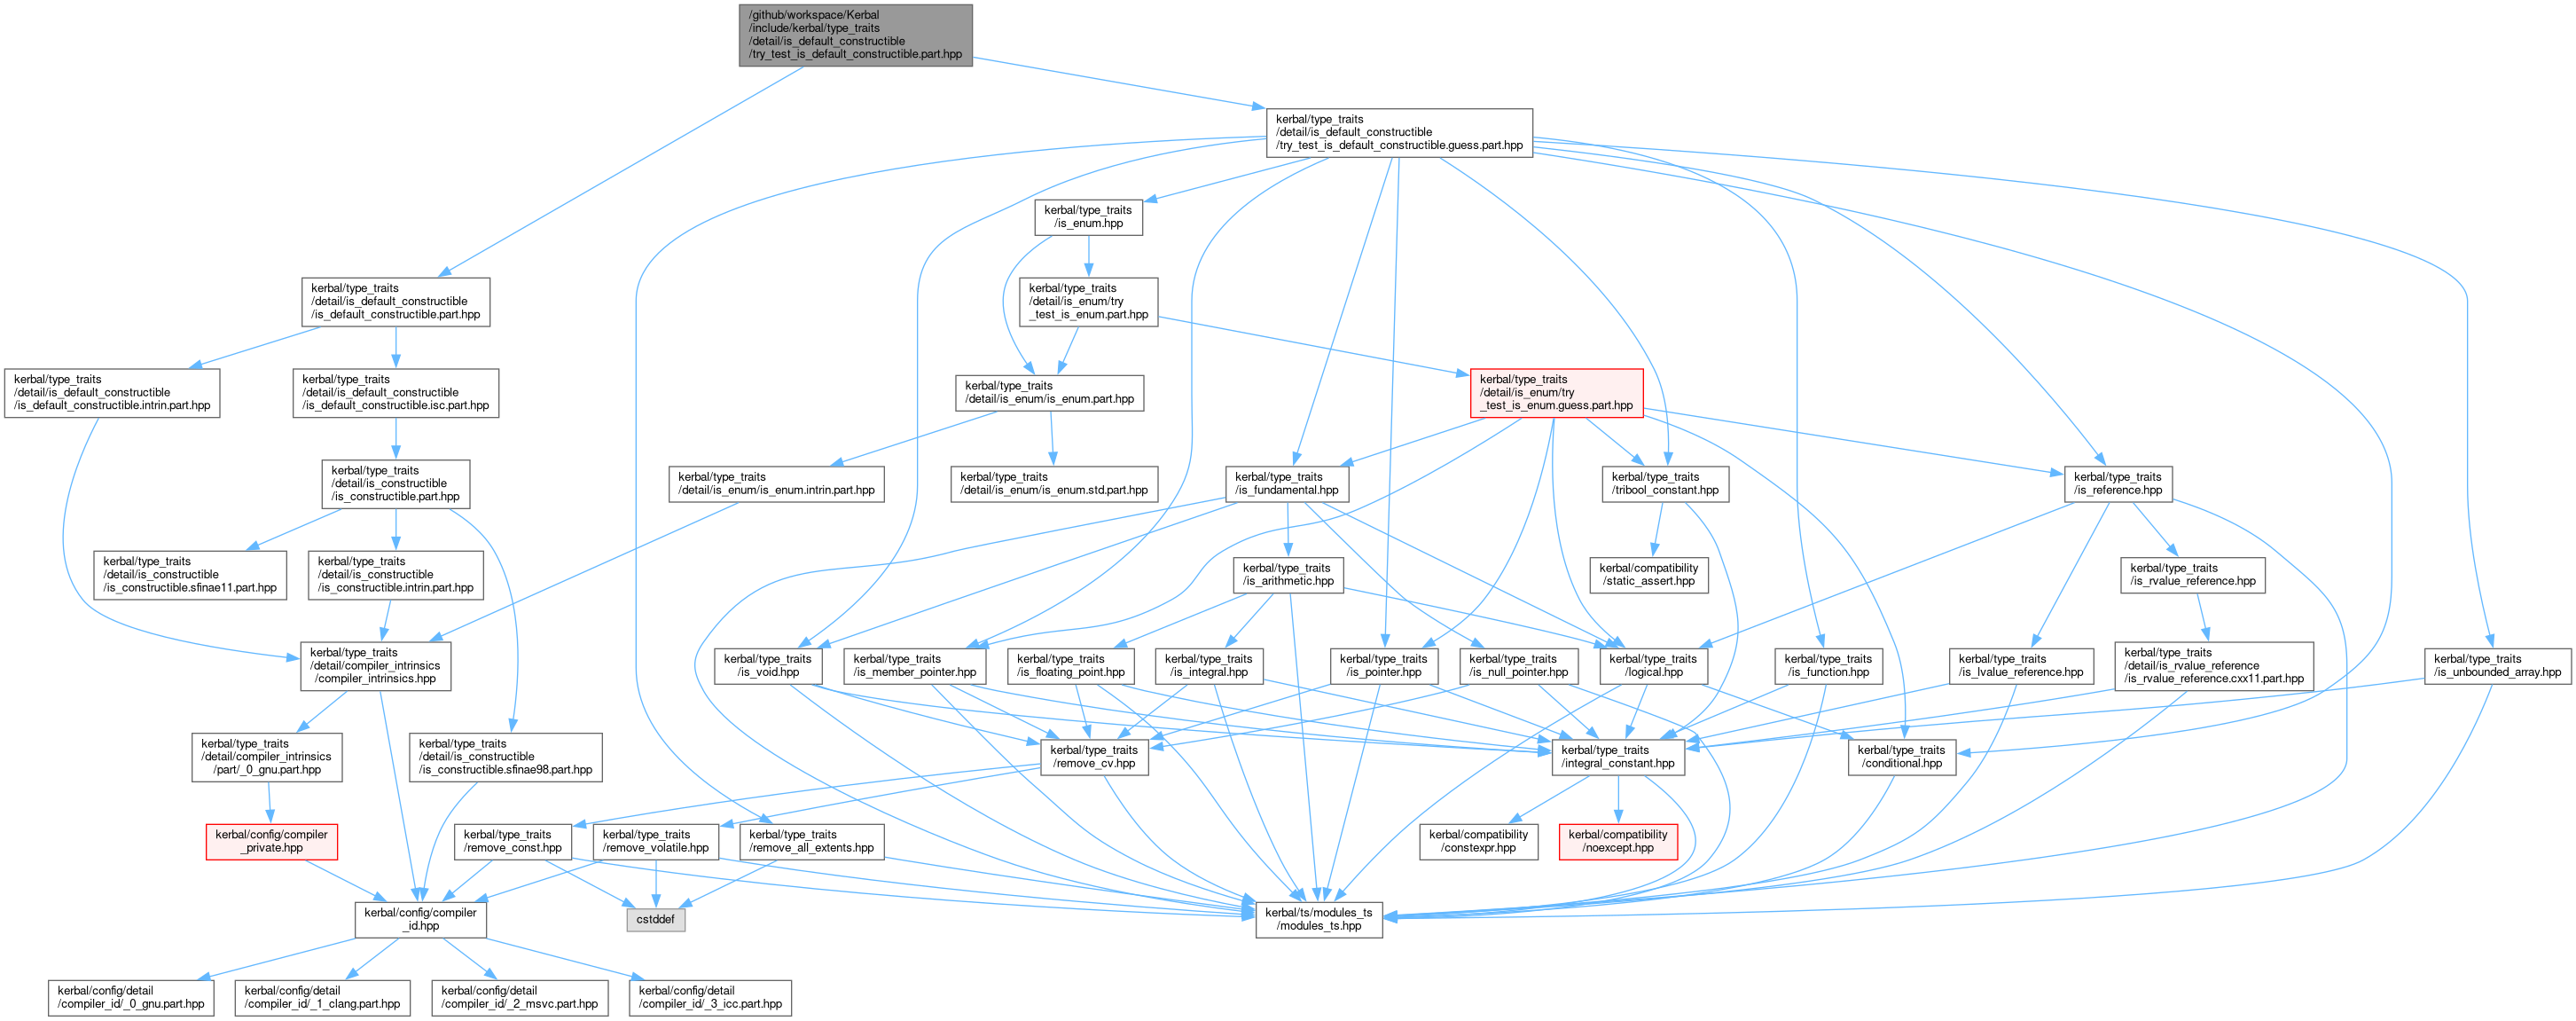 /github/workspace/Kerbal
/include/kerbal/type_traits
/detail/is_default_constructible
/try_test_is_default_constructible.part.hpp
kerbal/type_traits
/detail/is_default_constructible
/try_test_is_default_constructible.guess.part.hpp
kerbal/type_traits
/is_enum.hpp
kerbal/type_traits
/detail/is_default_constructible
/is_default_constructible.part.hpp
kerbal/type_traits
/detail/is_enum/try
_test_is_enum.part.hpp
kerbal/type_traits
/detail/is_default_constructible
/is_default_constructible.intrin.part.hpp
kerbal/type_traits
/detail/is_default_constructible
/is_default_constructible.isc.part.hpp
kerbal/type_traits
/detail/is_enum/is_enum.part.hpp
kerbal/type_traits
/detail/is_enum/try
_test_is_enum.guess.part.hpp
kerbal/type_traits
/detail/is_constructible
/is_constructible.part.hpp
kerbal/type_traits
/detail/is_enum/is_enum.intrin.part.hpp
kerbal/type_traits
/detail/is_enum/is_enum.std.part.hpp
kerbal/type_traits
/is_fundamental.hpp
kerbal/type_traits
/tribool_constant.hpp
kerbal/type_traits
/is_reference.hpp
kerbal/type_traits
/detail/is_constructible
/is_constructible.sfinae11.part.hpp
kerbal/type_traits
/detail/is_constructible
/is_constructible.intrin.part.hpp
kerbal/type_traits
/is_arithmetic.hpp
kerbal/compatibility
/static_assert.hpp
kerbal/type_traits
/is_rvalue_reference.hpp
kerbal/type_traits
/detail/compiler_intrinsics
/compiler_intrinsics.hpp
kerbal/type_traits
/is_void.hpp
kerbal/type_traits
/is_member_pointer.hpp
kerbal/type_traits
/is_floating_point.hpp
kerbal/type_traits
/is_integral.hpp
kerbal/type_traits
/is_pointer.hpp
kerbal/type_traits
/is_null_pointer.hpp
kerbal/type_traits
/logical.hpp
kerbal/type_traits
/is_function.hpp
kerbal/type_traits
/is_lvalue_reference.hpp
kerbal/type_traits
/detail/is_rvalue_reference
/is_rvalue_reference.cxx11.part.hpp
kerbal/type_traits
/is_unbounded_array.hpp
kerbal/type_traits
/detail/compiler_intrinsics
/part/_0_gnu.part.hpp
kerbal/type_traits
/detail/is_constructible
/is_constructible.sfinae98.part.hpp
kerbal/type_traits
/remove_cv.hpp
kerbal/type_traits
/integral_constant.hpp
kerbal/type_traits
/conditional.hpp
kerbal/config/compiler
_private.hpp
kerbal/type_traits
/remove_const.hpp
kerbal/type_traits
/remove_volatile.hpp
kerbal/type_traits
/remove_all_extents.hpp
kerbal/compatibility
/constexpr.hpp
kerbal/compatibility
/noexcept.hpp
kerbal/config/compiler
_id.hpp
cstddef
kerbal/ts/modules_ts
/modules_ts.hpp
kerbal/config/detail
/compiler_id/_0_gnu.part.hpp
kerbal/config/detail
/compiler_id/_1_clang.part.hpp
kerbal/config/detail
/compiler_id/_2_msvc.part.hpp
kerbal/config/detail
/compiler_id/_3_icc.part.hpp